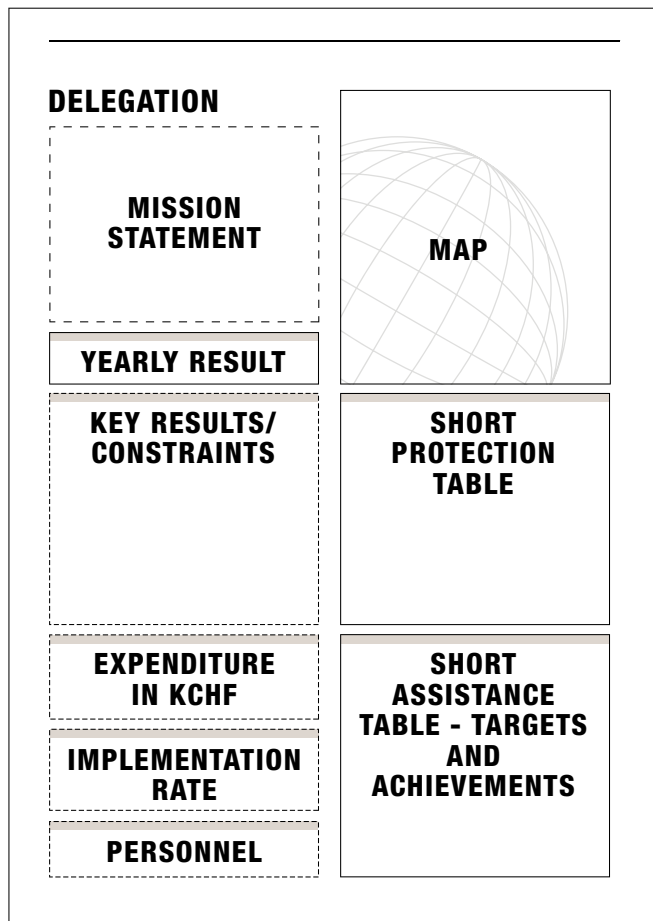 DELEGATION
MISSION
STATEMENT
MAP
YEARLY RESULT
KEY RESULTS/
CONSTRAINTS
SHORT
PROTECTION
TABLE
EXPENDITURE
IN KCHF
IMPLEMENTATION
RATE
PERSONNEL
SHORT
ASSISTANCE
TABLE - TARGETS
AND
ACHIEVEMENTS